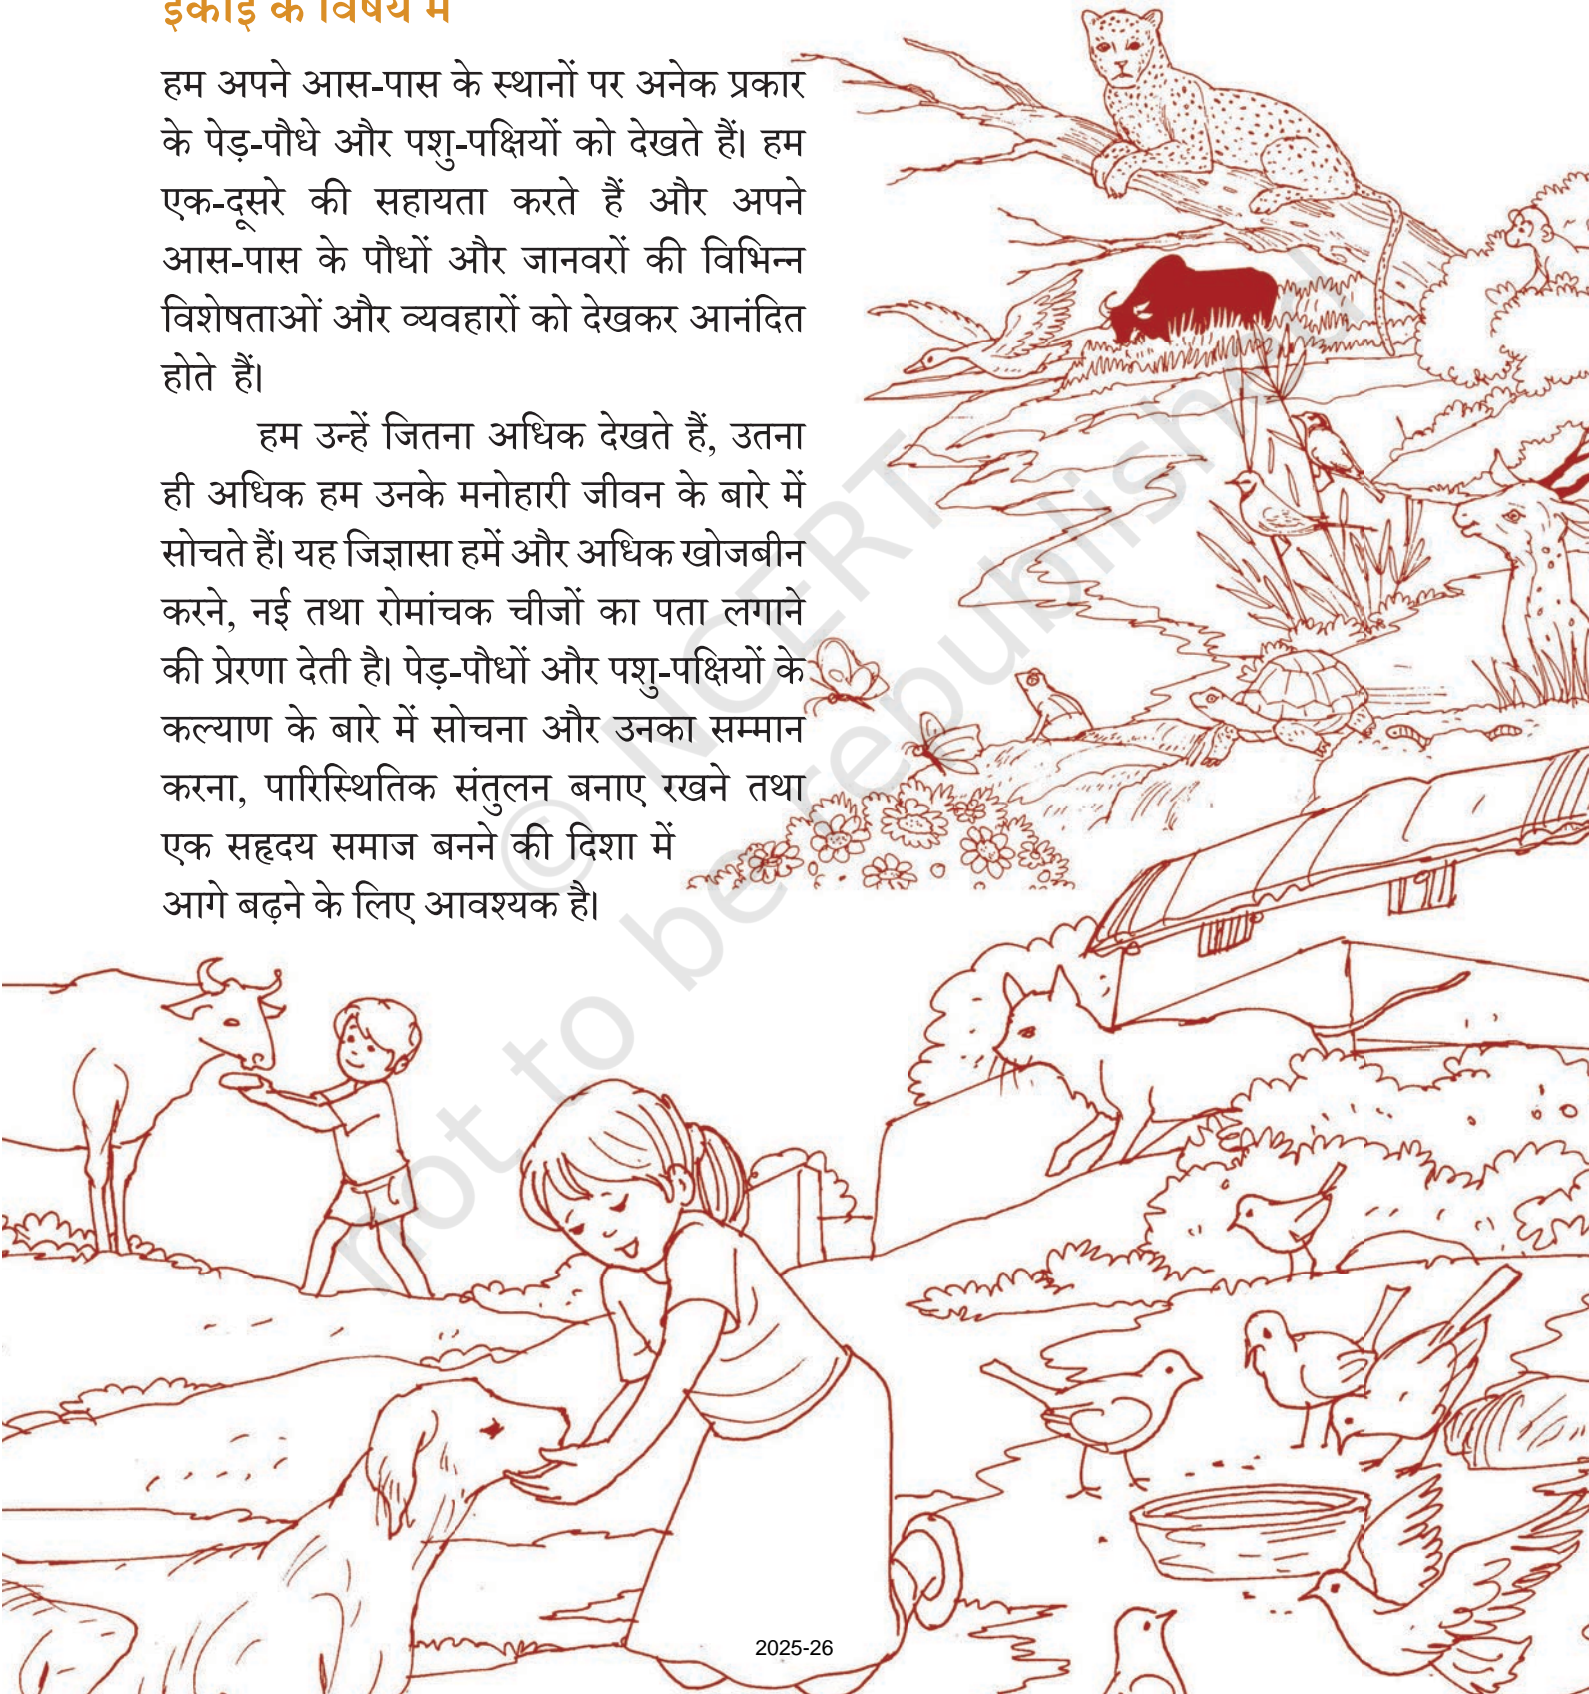 इकाई के विषय में
हम अपने आस-पास के स्थानों पर अनेक प्रकार
के पेड़-पौधे और पशु-पक्षियों को देखते हैं। हम
एक-दूसरे की सहायता करते हैं और अपने
आस-पास के पौधों और जानवरों की विभिन्न
विशेषताओं और व्यवहारों को देखकर आनंदित
होते हैं।
हम उन्हें जितना अधिक देखते हैं, उतना
ही अधिक हम उनके मनोहारी जीवन के बारे में
सोचते हैं। यह जिज्ञासा हमें और अधिक खोजबीन
करने, नई तथा रोमांचक चीजों का पता लगाने
की प्रेरणा देती है। पेड़-पौधों और पशु-पक्षियों के
कल्याण के बारे में सोचना और उनका सम्मान
करना, पारिस्थितिक संतुलन बनाए रखने तथा
एक सहृदय समाज बनने की दिशा में
आगे बढ़ने के लिए आवश्यक है।
© NCERT
not to be republished
2025-26